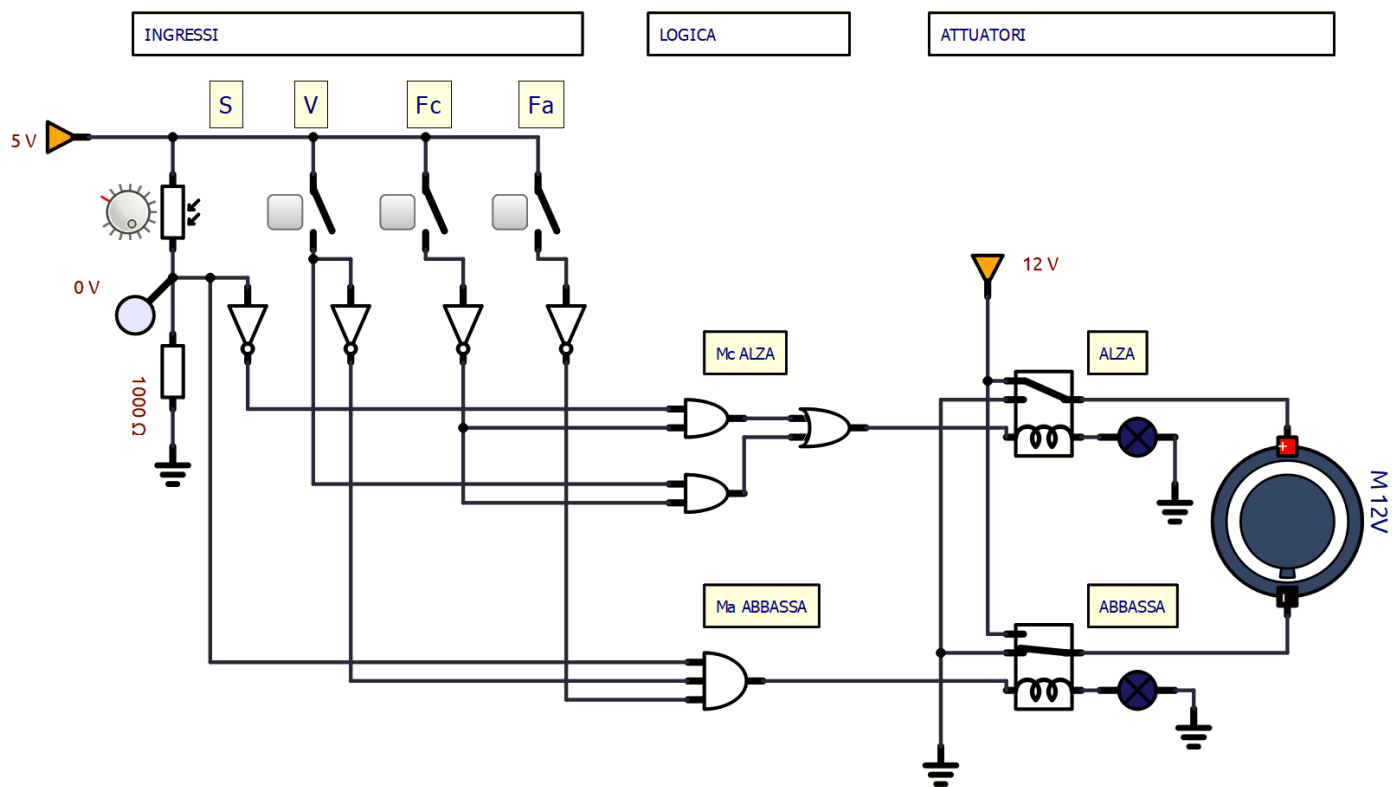 INGRESSI
LOGICA
ATTUATORI
S
V
Fc
Fa
5 V
0 V
1000 Ω
12 V
Mc ALZA
ALZA
+
M 12V
Ma ABBASSA
ABBASSA